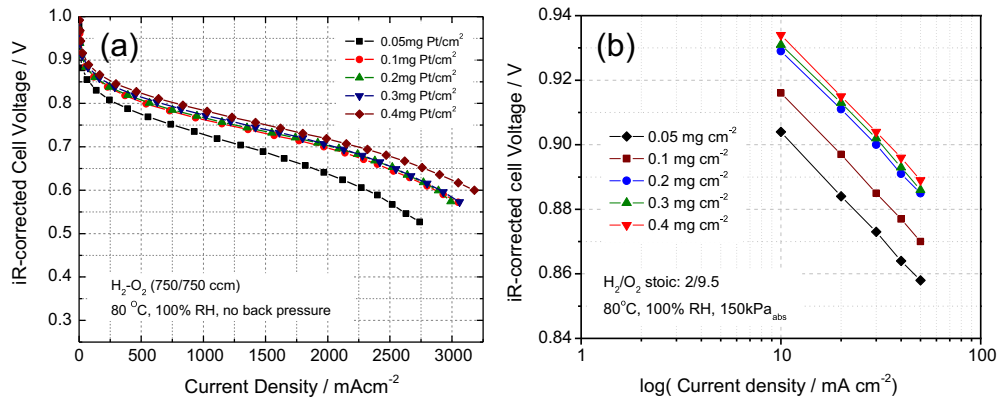 (a)
0.05mg Pt/cm²
0.1mg Pt/cm²
0.2mg Pt/cm²
0.3mg Pt/cm²
0.4mg Pt/cm²
iR-corrected Cell Voltage / V
1.0
0.9
0.8
0.7
0.6
0.5
0.4
0.3
H₂-O₂ (750/750 ccm)
80 °C, 100% RH, no back pressure
0 500 1000 1500 2000 2500 3000
Current Density / mAcm⁻²
(b)
iR-corrected cell Voltage / V
0.94
0.92
0.90
0.88
0.86
0.84
0.05 mg cm⁻²
0.1 mg cm⁻²
0.2 mg cm⁻²
0.3 mg cm⁻²
0.4 mg cm⁻²
H₂/O₂ stoic: 2/9.5
80°C, 100% RH, 150kPaabs
1 10 100
log( Current density / mA cm⁻²)